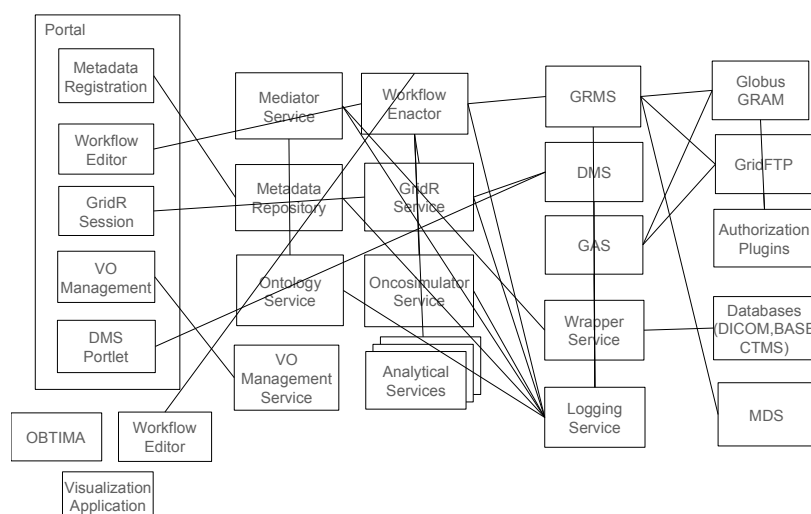 Portal
Metadata
Registration
Workflow
Editor
GridR
Session
VO
Management
DMS
Portlet
OBTIMA
Workflow
Editor
Visualization
Application
Mediator
Service
Metadata
Repository
Ontology
Service
VO
Management
Service
Workflow
Enactor
GridR
Service
Oncosimulator
Service
Analytical
Services
GRMS
DMS
GAS
Wrapper
Service
Logging
Service
Globus
GRAM
GridFTP
Authorization
Plugins
Databases
(DICOM,BASE
CTMS)
MDS